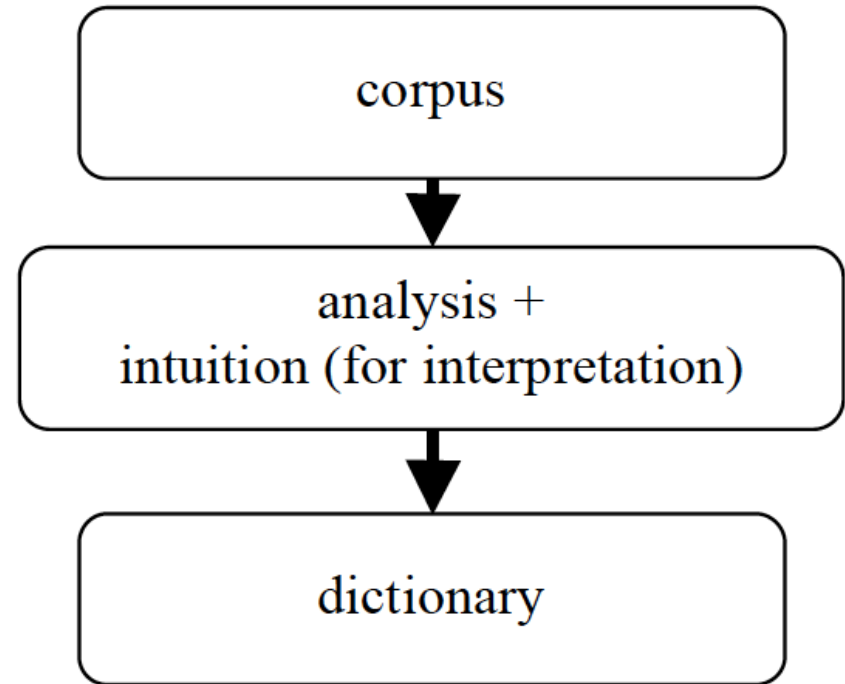 corpus
analysis +
intuition (for interpretation)
dictionary